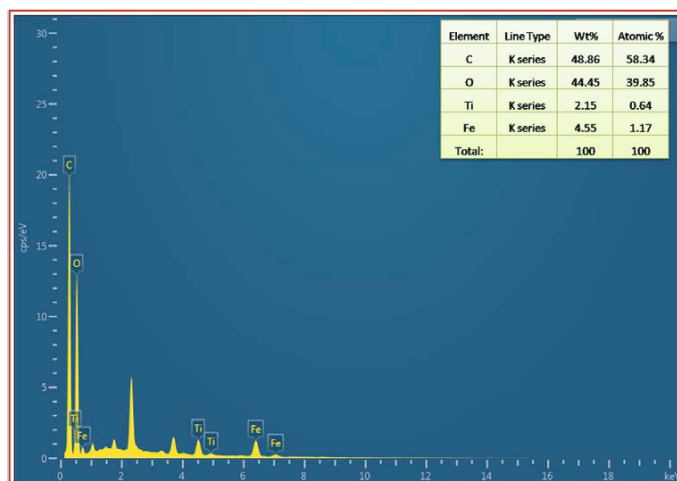 Element Line Type Wt% Atomic %
C K series 48.86 58.34
O K series 44.45 39.85
Ti K series 2.15 0.64
Fe K series 4.55 1.17
Total: 100 100
30
25
20
15
10
5
0
cps/eV
C
O
Ti
Fe
Ti
Ti
Fe
Fe
0 2 4 6 8 10 12 14 16 18 keV